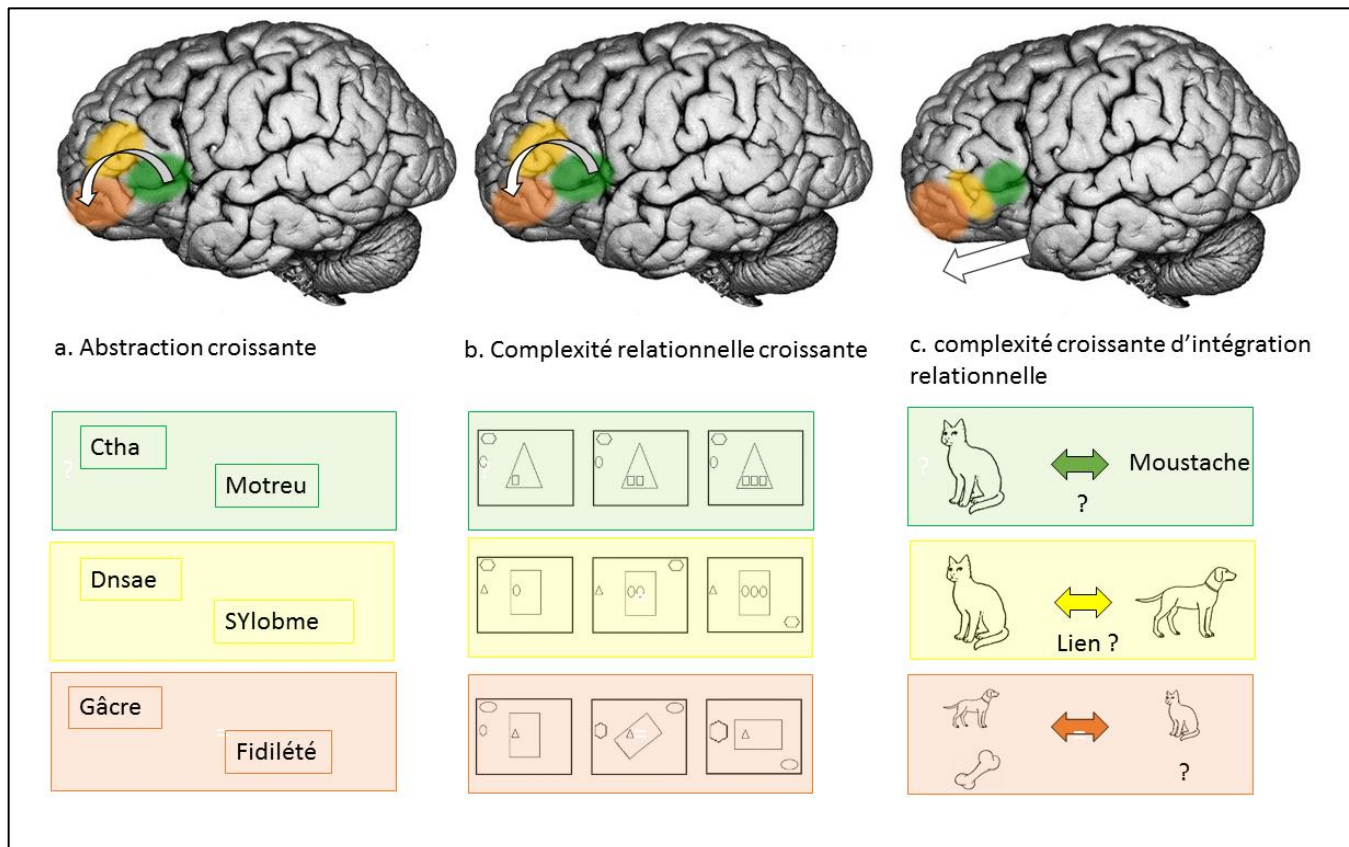 a. Abstraction croissante
b. Complexité relationnelle croissante
c. complexité croissante d'intégration
relationnelle
?
Ctha
Motreu
?
Moustache
?
Dnsae
SYlobme
Lien ?
Gâcre
=
Fidilété
=
?